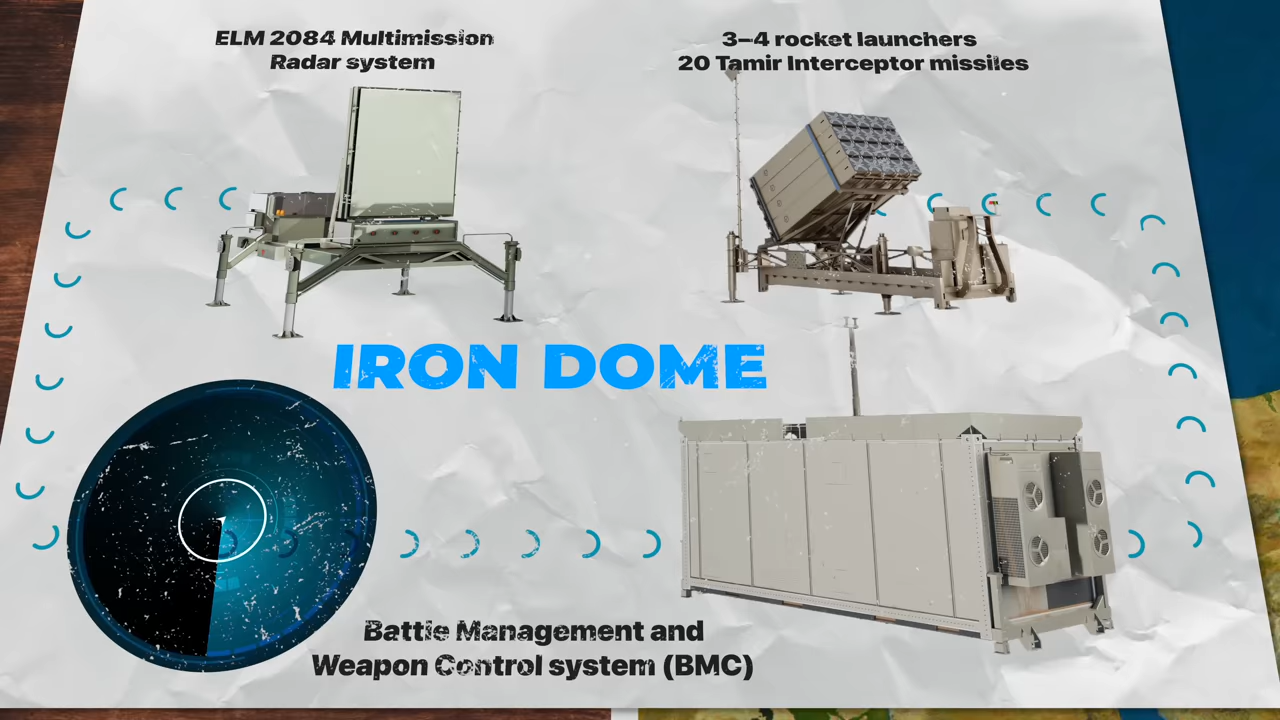 ELM 2084 Multimission
Radar system
3–4 rocket launchers
20 Tamir Interceptor missiles
IRON DOME
Battle Management and
Weapon Control system (BMC)